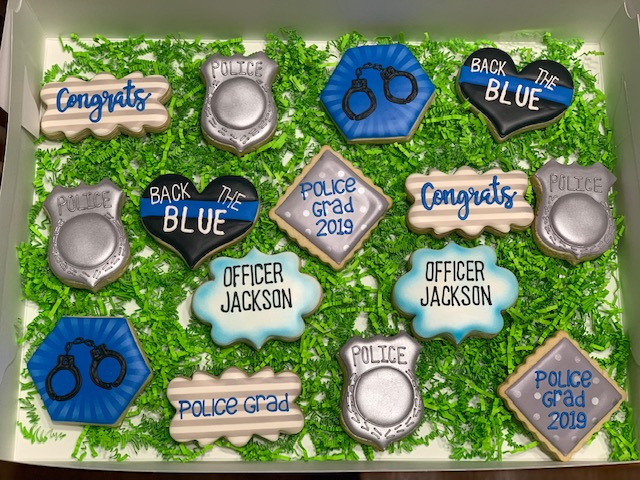 Congrats
POLICE
BACK THE
BLUE
POLICE
BACK THE
BLUE
POLICE
GRAD
2019
Congrats
POLICE
OFFICER
JACKSON
OFFICER
JACKSON
POLICE GRAD
POLICE
POLICE
GRAD
2019